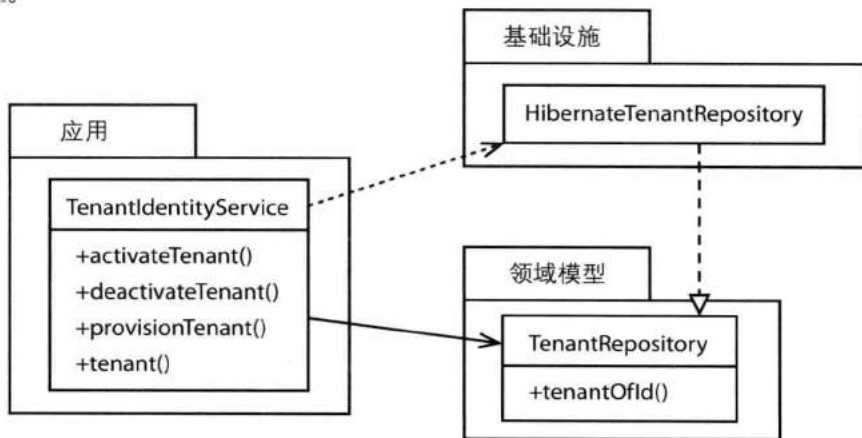 基础设施
HibernateTenantRepository
应用
TenantIdentityService
+activateTenant()
+deactivateTenant()
+provisionTenant()
+tenant()
领域模型
TenantRepository
+tenantOfId()